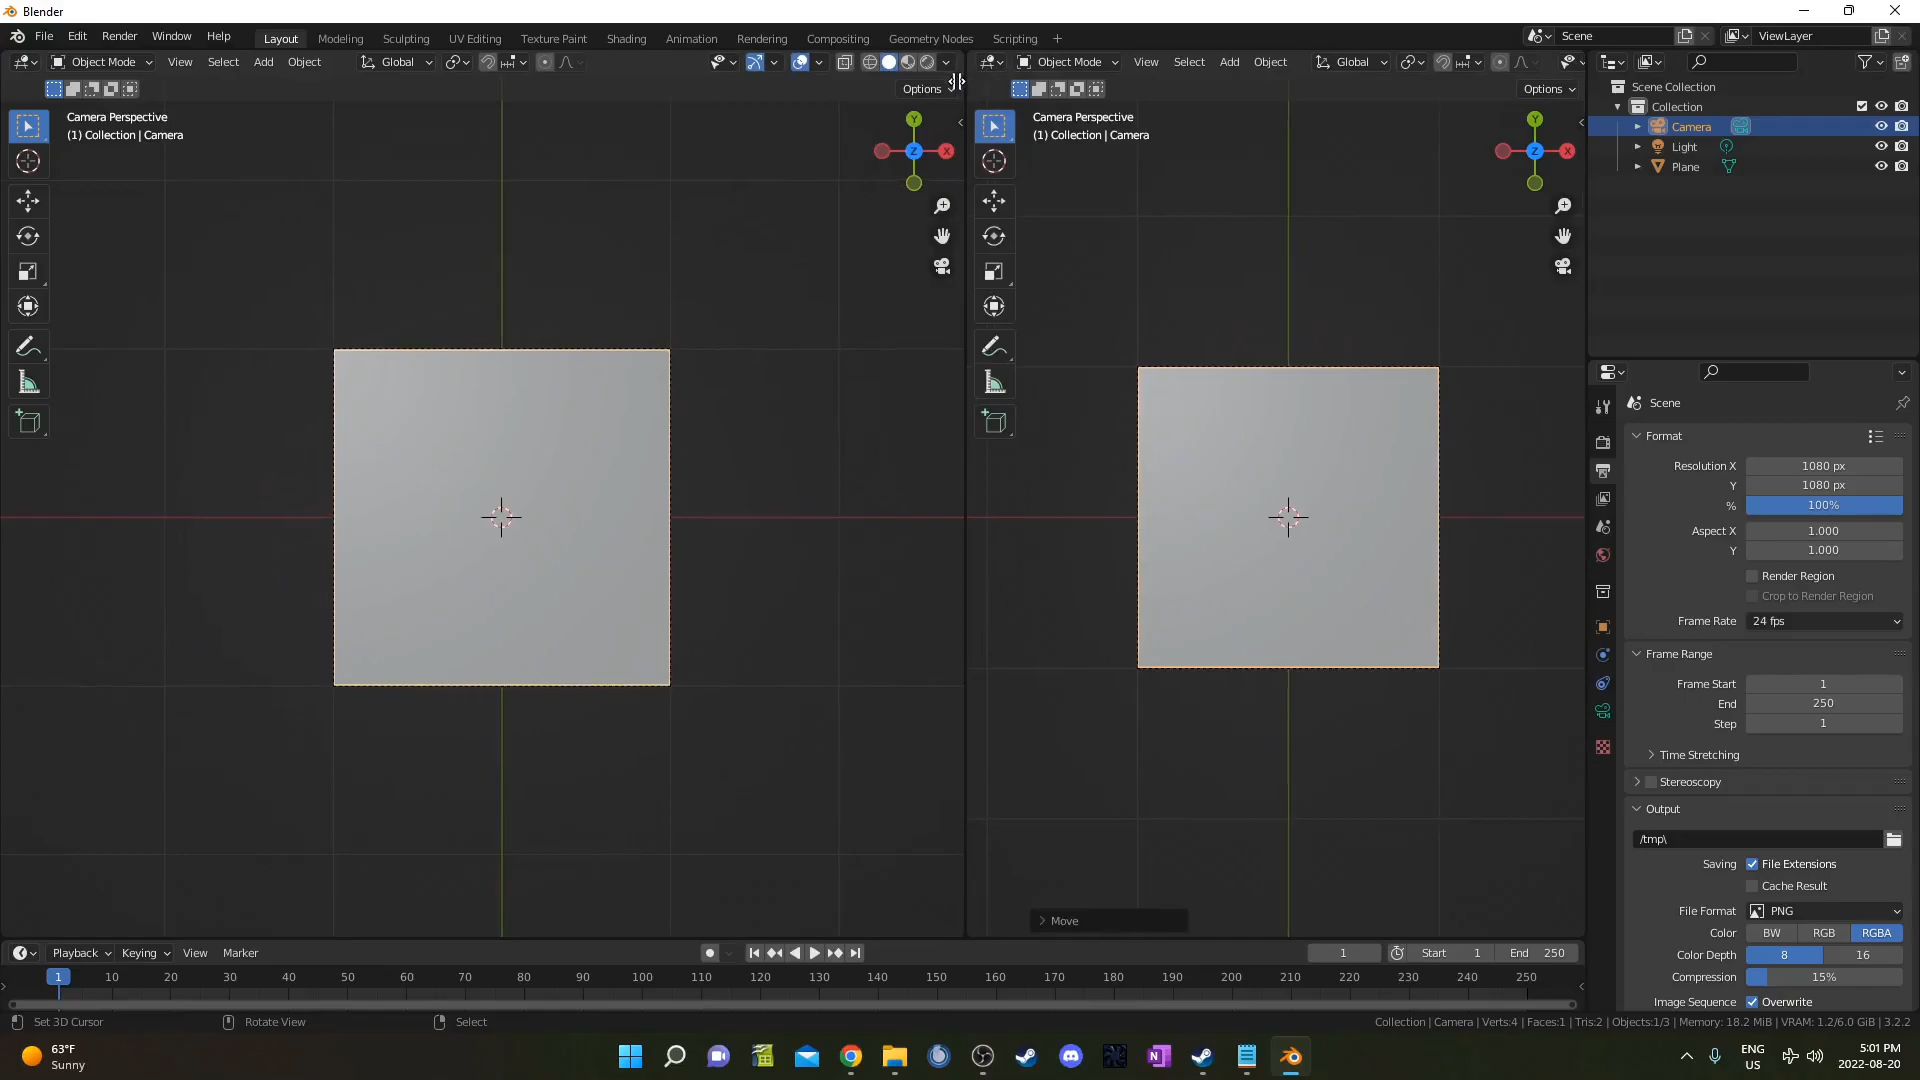 Blender
File Edit Render Window Help
Layout Modeling Sculpting UV Editing Texture Paint Shading Animation Rendering Compositing Geometry Nodes Scripting +
Scene
ViewLayer
Object Mode View Select Add Object Global
Options
Camera Perspective
(1) Collection | Camera
Y
Z
X
Object Mode View Select Add Object Global
Options
Camera Perspective
(1) Collection | Camera
Y
Z
X
Move
Scene Collection
Collection
Camera
Light
Plane
Scene
Format
Resolution X 1080 px
Y 1080 px
% 100%
Aspect X 1.000
Y 1.000
Render Region
Crop to Render Region
Frame Rate 24 fps
Frame Range
Frame Start 1
End 250
Step 1
Time Stretching
Stereoscopy
Output
/tmp\
Saving File Extensions
Cache Result
File Format PNG
Color BW RGB RGBA
Color Depth 8 16
Compression 15%
Image Sequence Overwrite
Playback Keying View Marker
1 Start 1 End 250
1 10 20 30 40 50 60 70 80 90 100 110 120 130 140 150 160 170 180 190 200 210 220 230 240 250
Set 3D Cursor Rotate View Select
Collection | Camera | Verts:4 | Faces:1 | Tris:2 | Objects:1/3 | Memory: 18.2 MiB | VRAM: 1.2/6.0 GiB | 3.2.2
63°F
Sunny
ENG
US
5:01 PM
2022-08-20